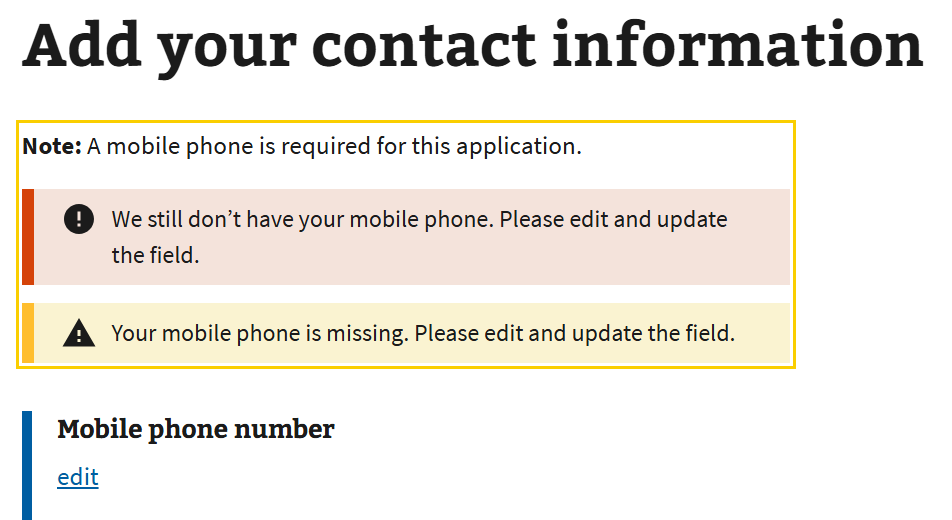 Add your contact information
Note: A mobile phone is required for this application.
We still don’t have your mobile phone. Please edit and update
the field.
Your mobile phone is missing. Please edit and update the field.
Mobile phone number
edit